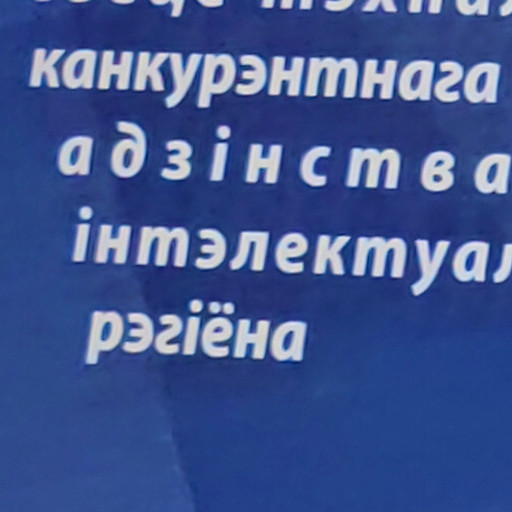 канкурэнтнага
адзінства
інтэлектуал
рэгіёна